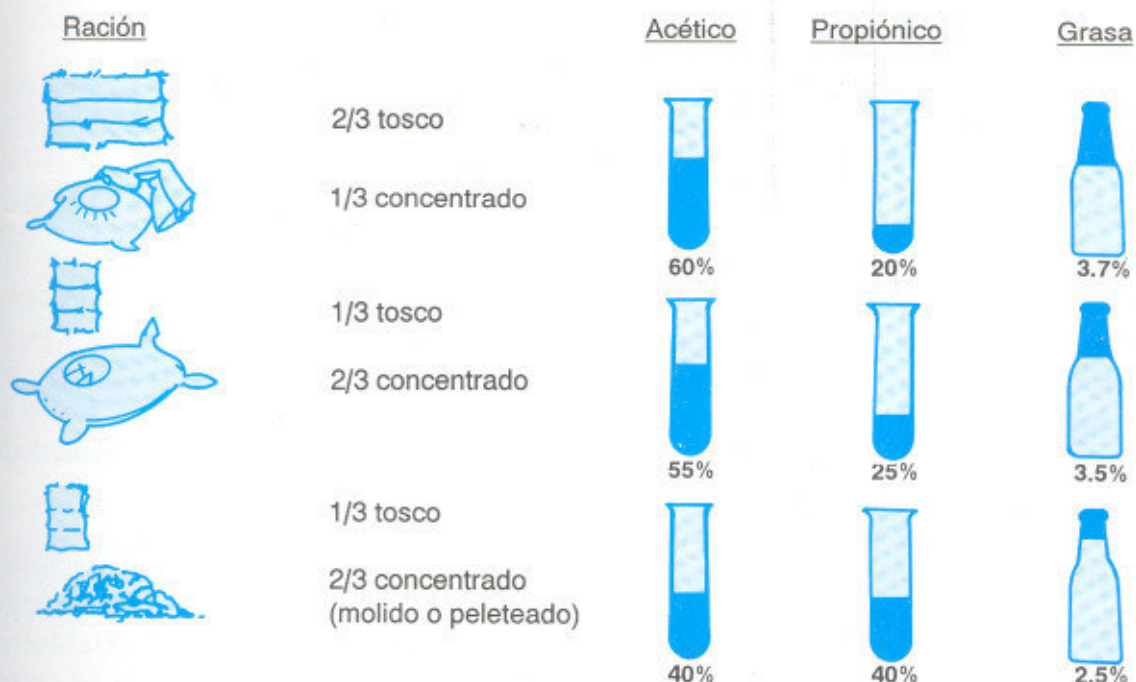 Ración Acético Propiónico Grasa
2/3 tosco
1/3 concentrado
60% 20% 3.7%
1/3 tosco
2/3 concentrado
55% 25% 3.5%
1/3 tosco
2/3 concentrado
(molido o peleteado)
40% 40% 2.5%